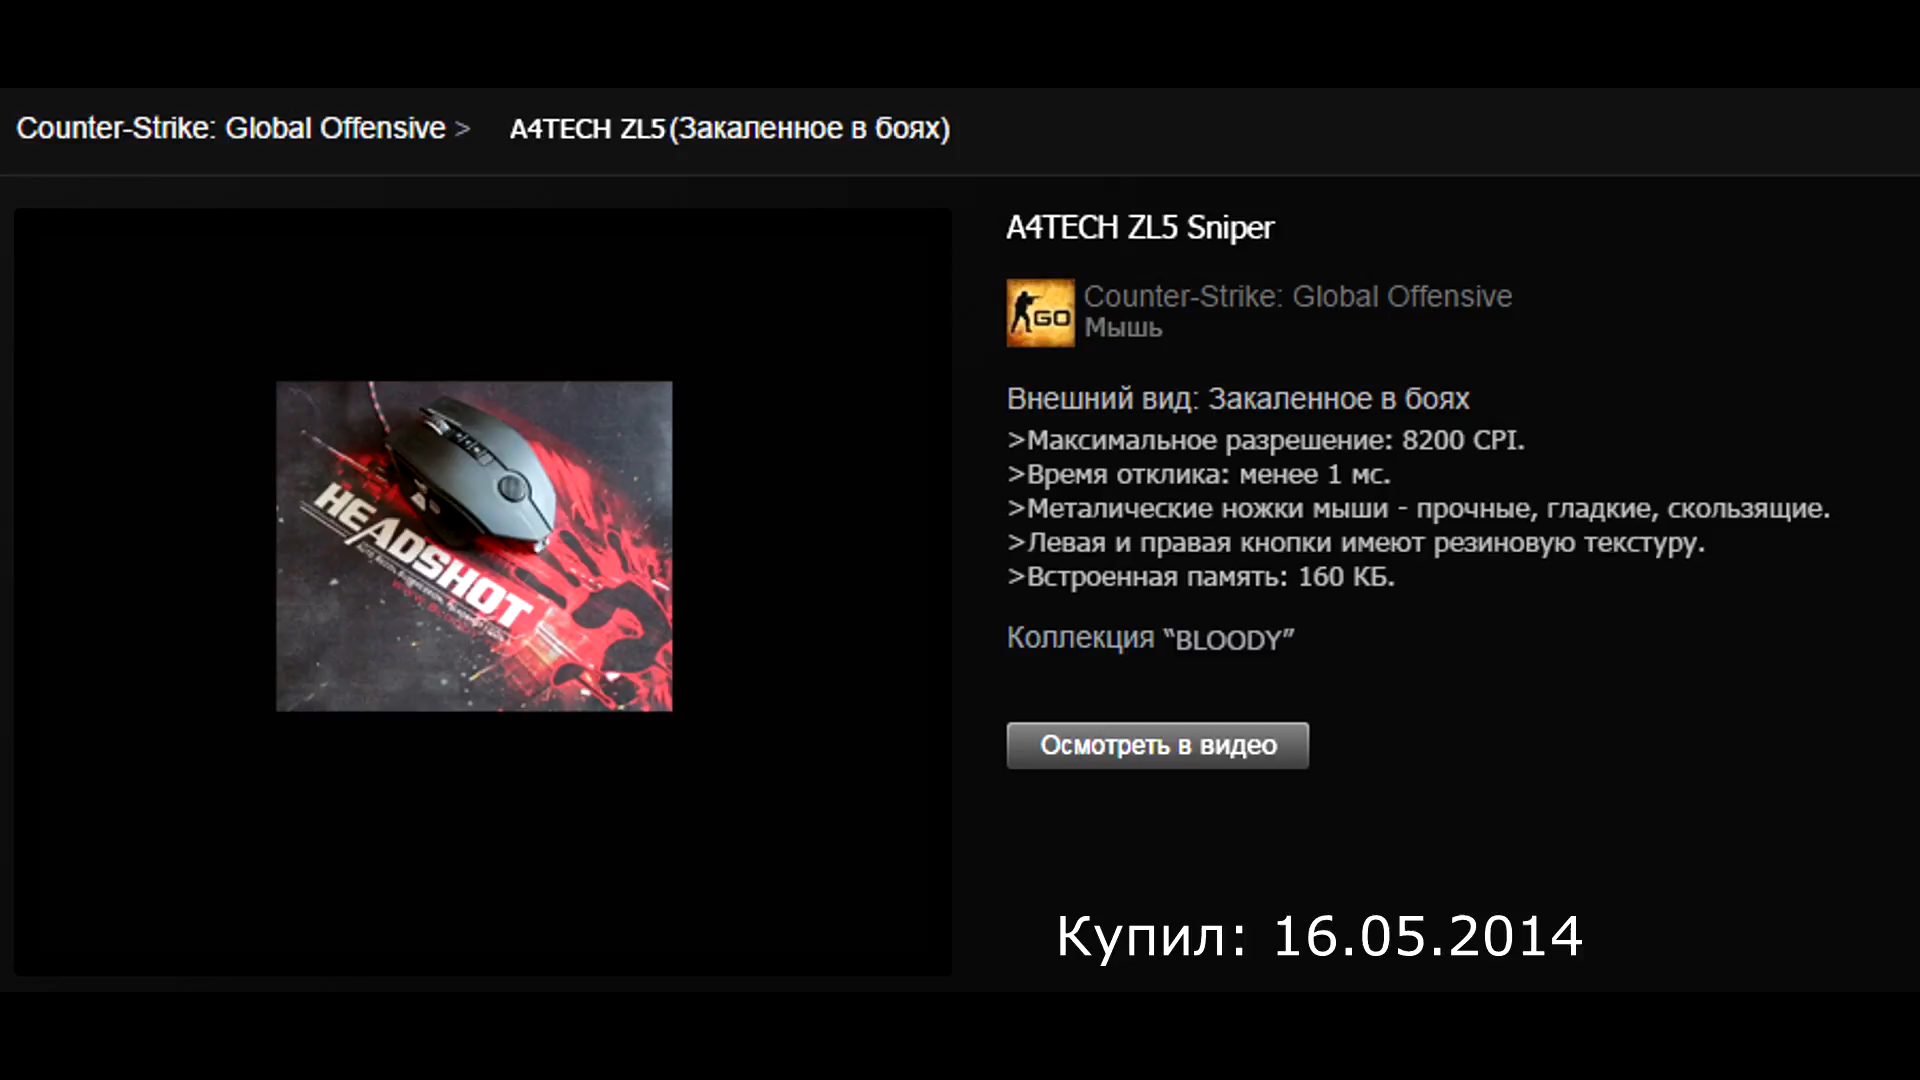 Counter-Strike: Global Offensive > A4TECH ZL5(Закаленное в боях)
A4TECH ZL5 Sniper
GO
Counter-Strike: Global Offensive
Мышь
Внешний вид: Закаленное в боях
>Максимальное разрешение: 8200 CPI.
>Время отклика: менее 1 мс.
>Металические ножки мыши - прочные, гладкие, скользящие.
>Левая и правая кнопки имеют резиновую текстуру.
>Встроенная память: 160 КБ.
Коллекция “BLOODY”
Осмотреть в видео
HEADSHOT
Купил: 16.05.2014